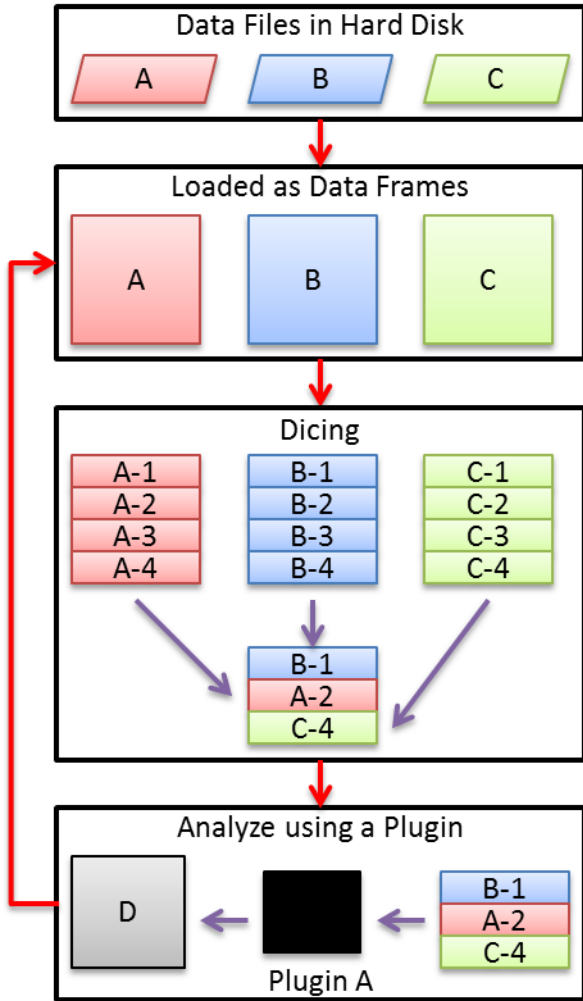 Data Files in Hard Disk
A B C
Loaded as Data Frames
A B C
Dicing
A-1 B-1 C-1
A-2 B-2 C-2
A-3 B-3 C-3
A-4 B-4 C-4
B-1
A-2
C-4
Analyze using a Plugin
B-1
A-2
D
C-4
Plugin A